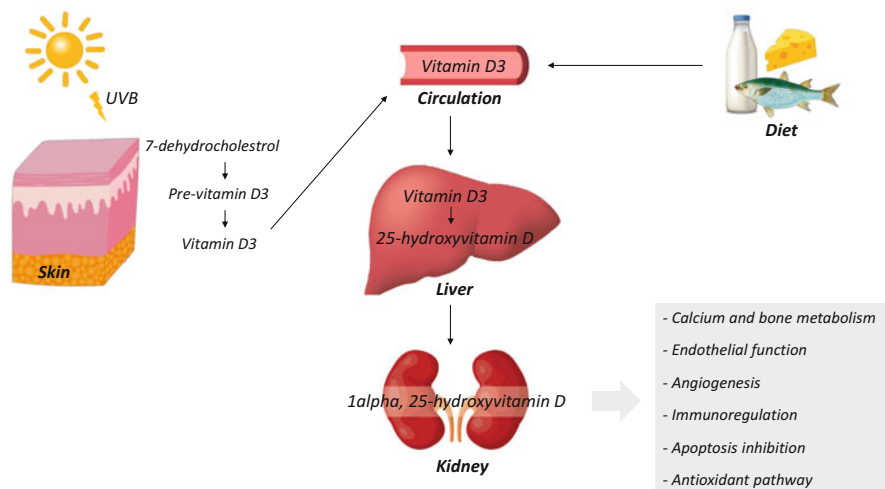 UVB
7-dehydrocholestrol
Pre-vitamin D3
Vitamin D3
Skin
Vitamin D3
Circulation
Diet
Vitamin D3
25-hydroxyvitamin D
Liver
1alpha, 25-hydroxyvitamin D
Kidney
- Calcium and bone metabolism
- Endothelial function
- Angiogenesis
- Immunoregulation
- Apoptosis inhibition
- Antioxidant pathway